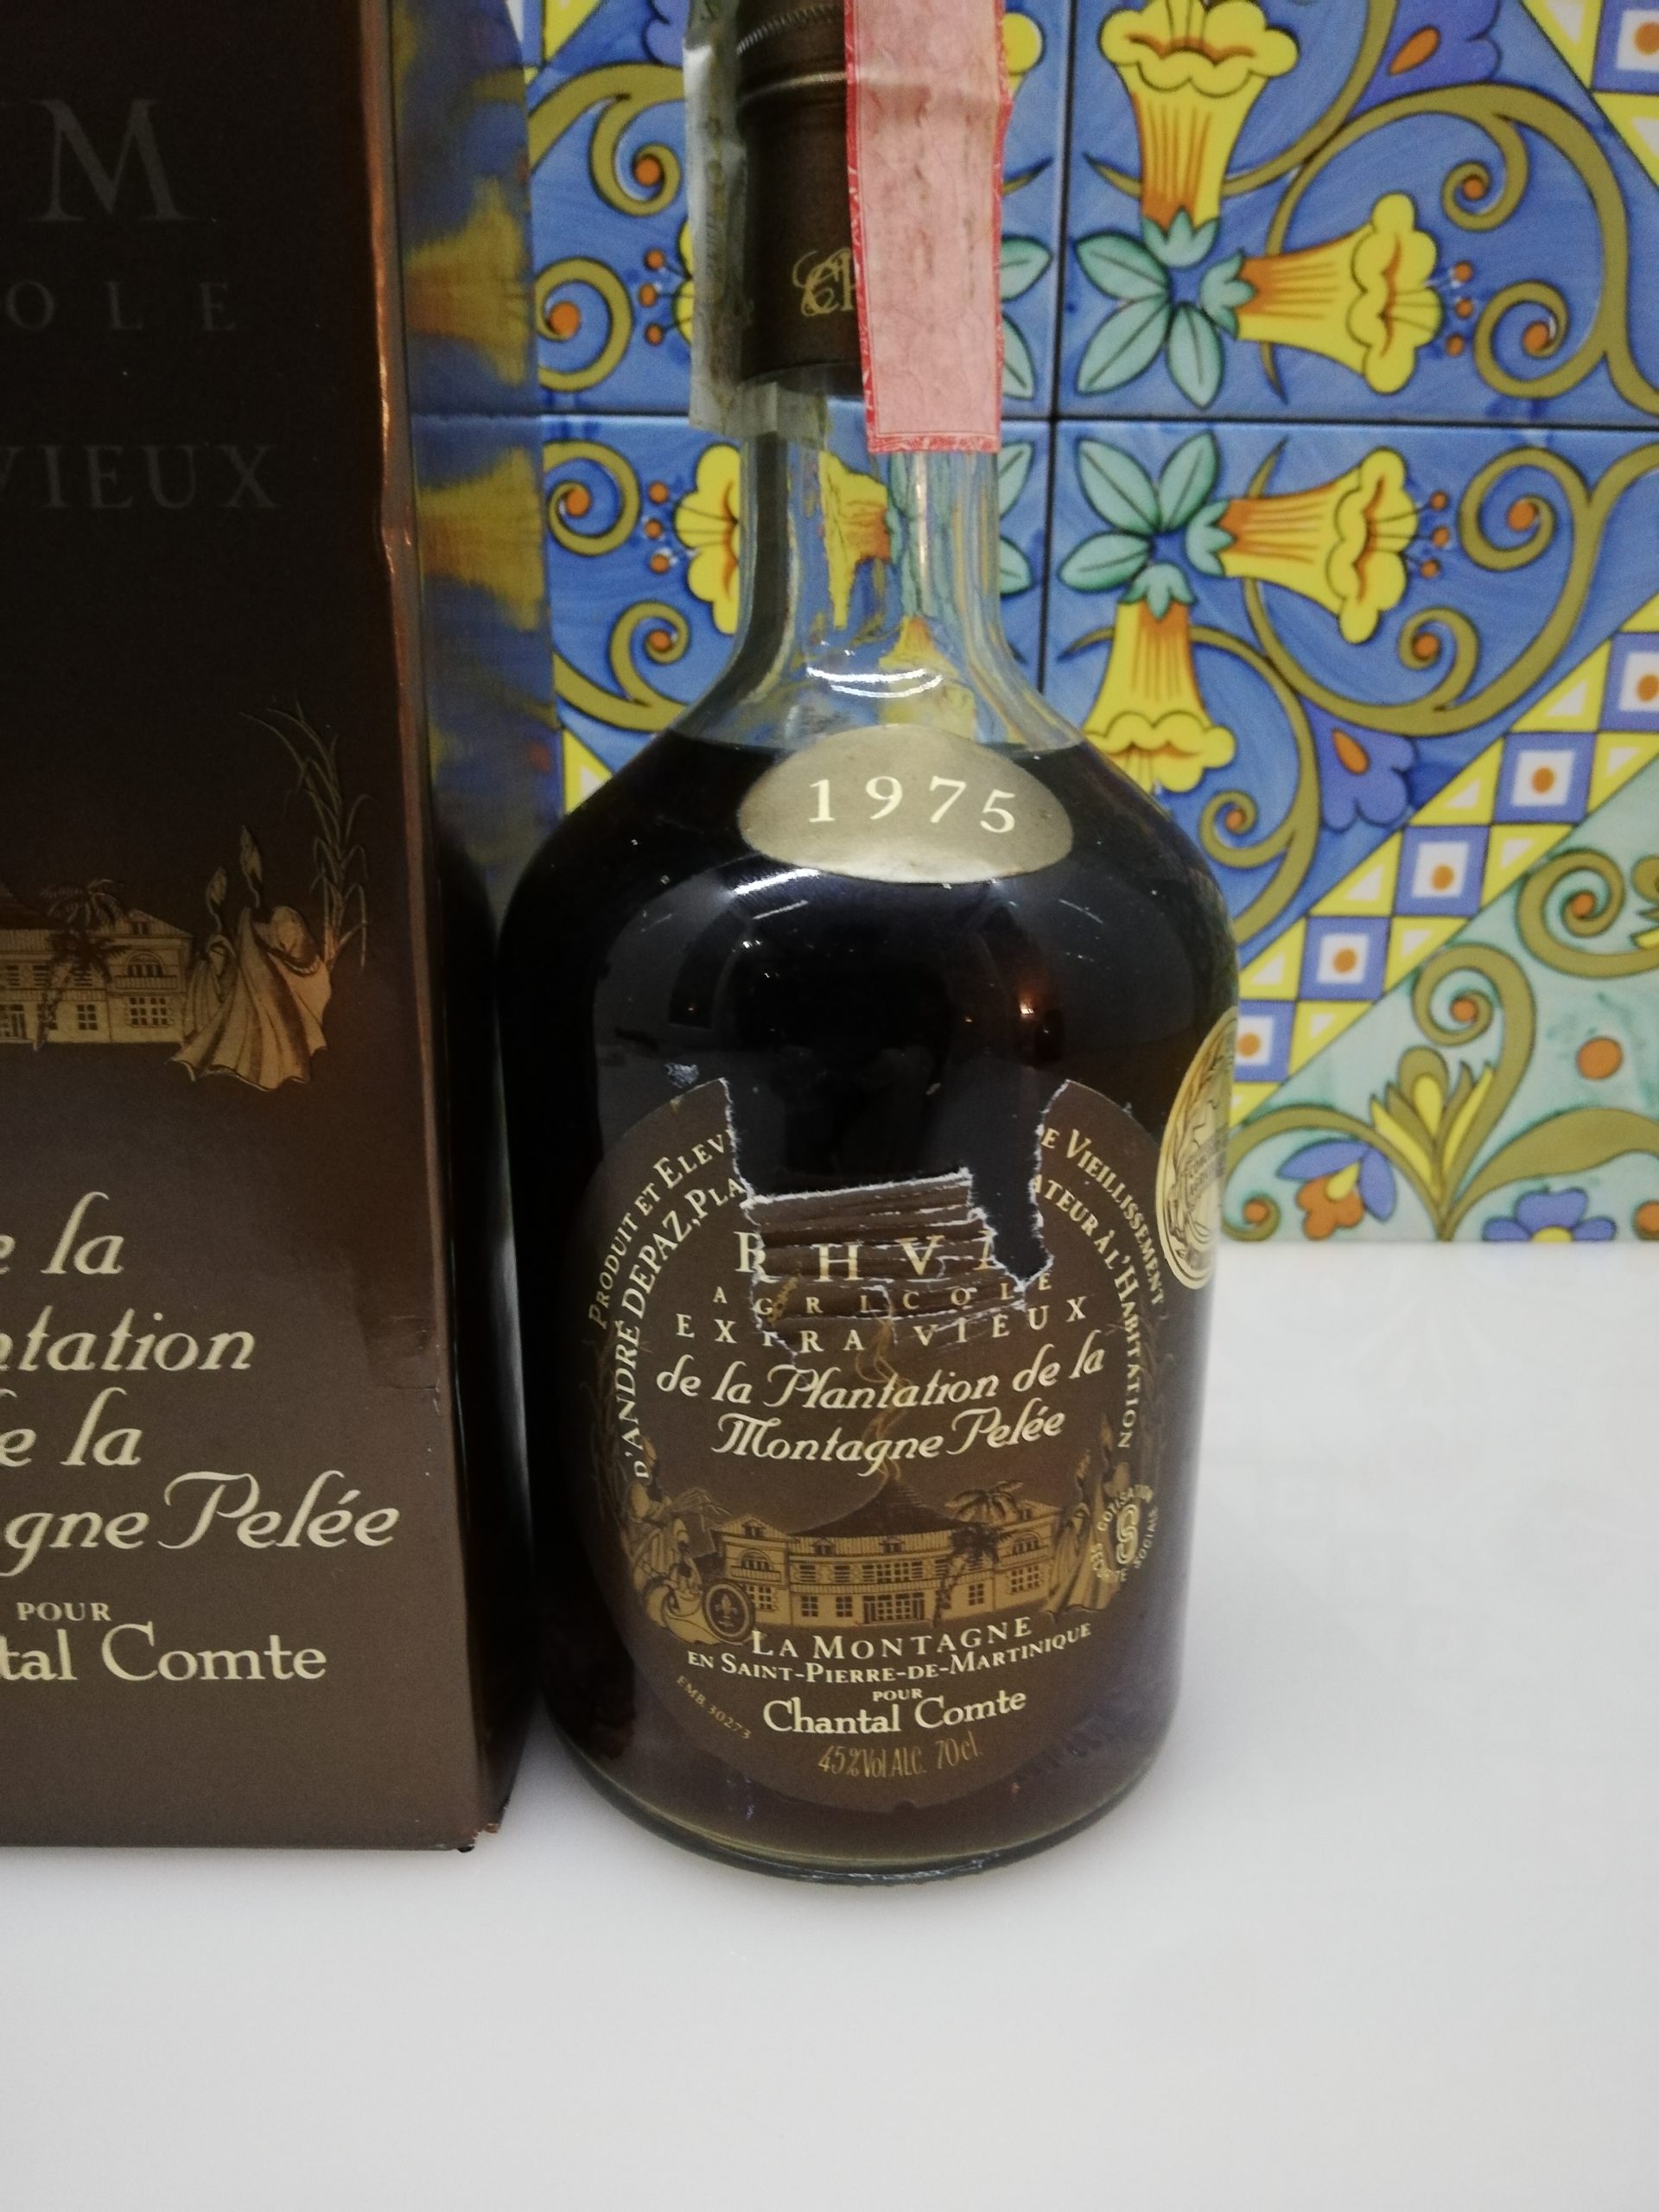 M
OLE
VIEUX
e la
ntation
e la
gne Pelée
POUR
tal Comte
1975
PRODUIT ET ELEV
E VIEILLISSEMENT
D'ANDRÉ DEPAZ, PLA
ATEUR À L'HABITATION
RHV
AGRICOLE
EXTRA VIEUX
de la Plantation de la
Montagne Pelée
LA MONTAGNE
EN SAINT-PIERRE-DE-MARTINIQUE
POUR
Chantal Comte
EMB 30273
45%Vol.ALC. 70cl.